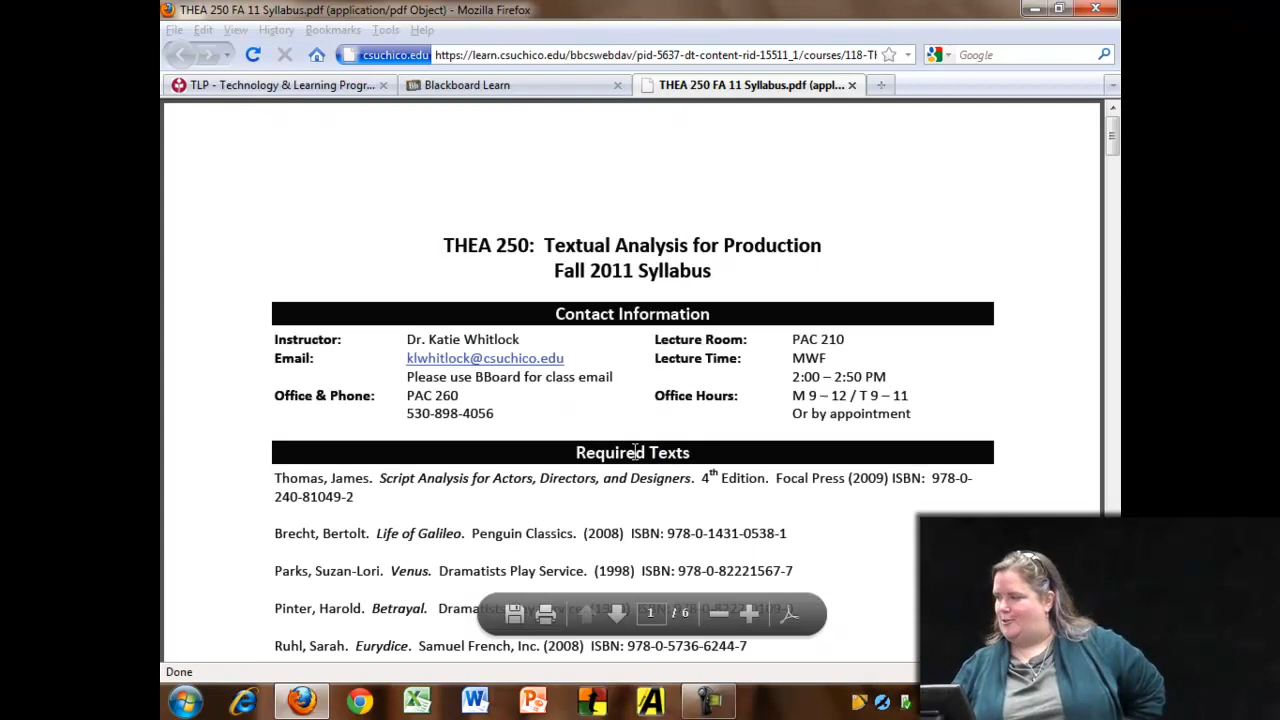 THEA 250 FA 11 Syllabus.pdf (application/pdf Object) - Mozilla Firefox
File Edit View History Bookmarks Tools Help
csuchico.edu https://learn.csuchico.edu/bbcswebdav/pid-5637-dt-content-rid-15511_1/courses/118-TH Google
TLP - Technology & Learning Progr... Blackboard Learn THEA 250 FA 11 Syllabus.pdf (appl...
THEA 250: Textual Analysis for Production
Fall 2011 Syllabus
Contact Information
Instructor: Dr. Katie Whitlock Lecture Room: PAC 210
Email: klwhitlock@csuchico.edu Lecture Time: MWF
Please use BBoard for class email 2:00 – 2:50 PM
Office & Phone: PAC 260 Office Hours: M 9 – 12 / T 9 – 11
530-898-4056 Or by appointment
Required Texts
Thomas, James. Script Analysis for Actors, Directors, and Designers. 4th Edition. Focal Press (2009) ISBN: 978-0-
240-81049-2
Brecht, Bertolt. Life of Galileo. Penguin Classics. (2008) ISBN: 978-0-1431-0538-1
Parks, Suzan-Lori. Venus. Dramatists Play Service. (1998) ISBN: 978-0-82221567-7
Pinter, Harold. Betrayal. Dramatists Play Service.
1 / 6
Ruhl, Sarah. Eurydice. Samuel French, Inc. (2008) ISBN: 978-0-5736-6244-7
Done